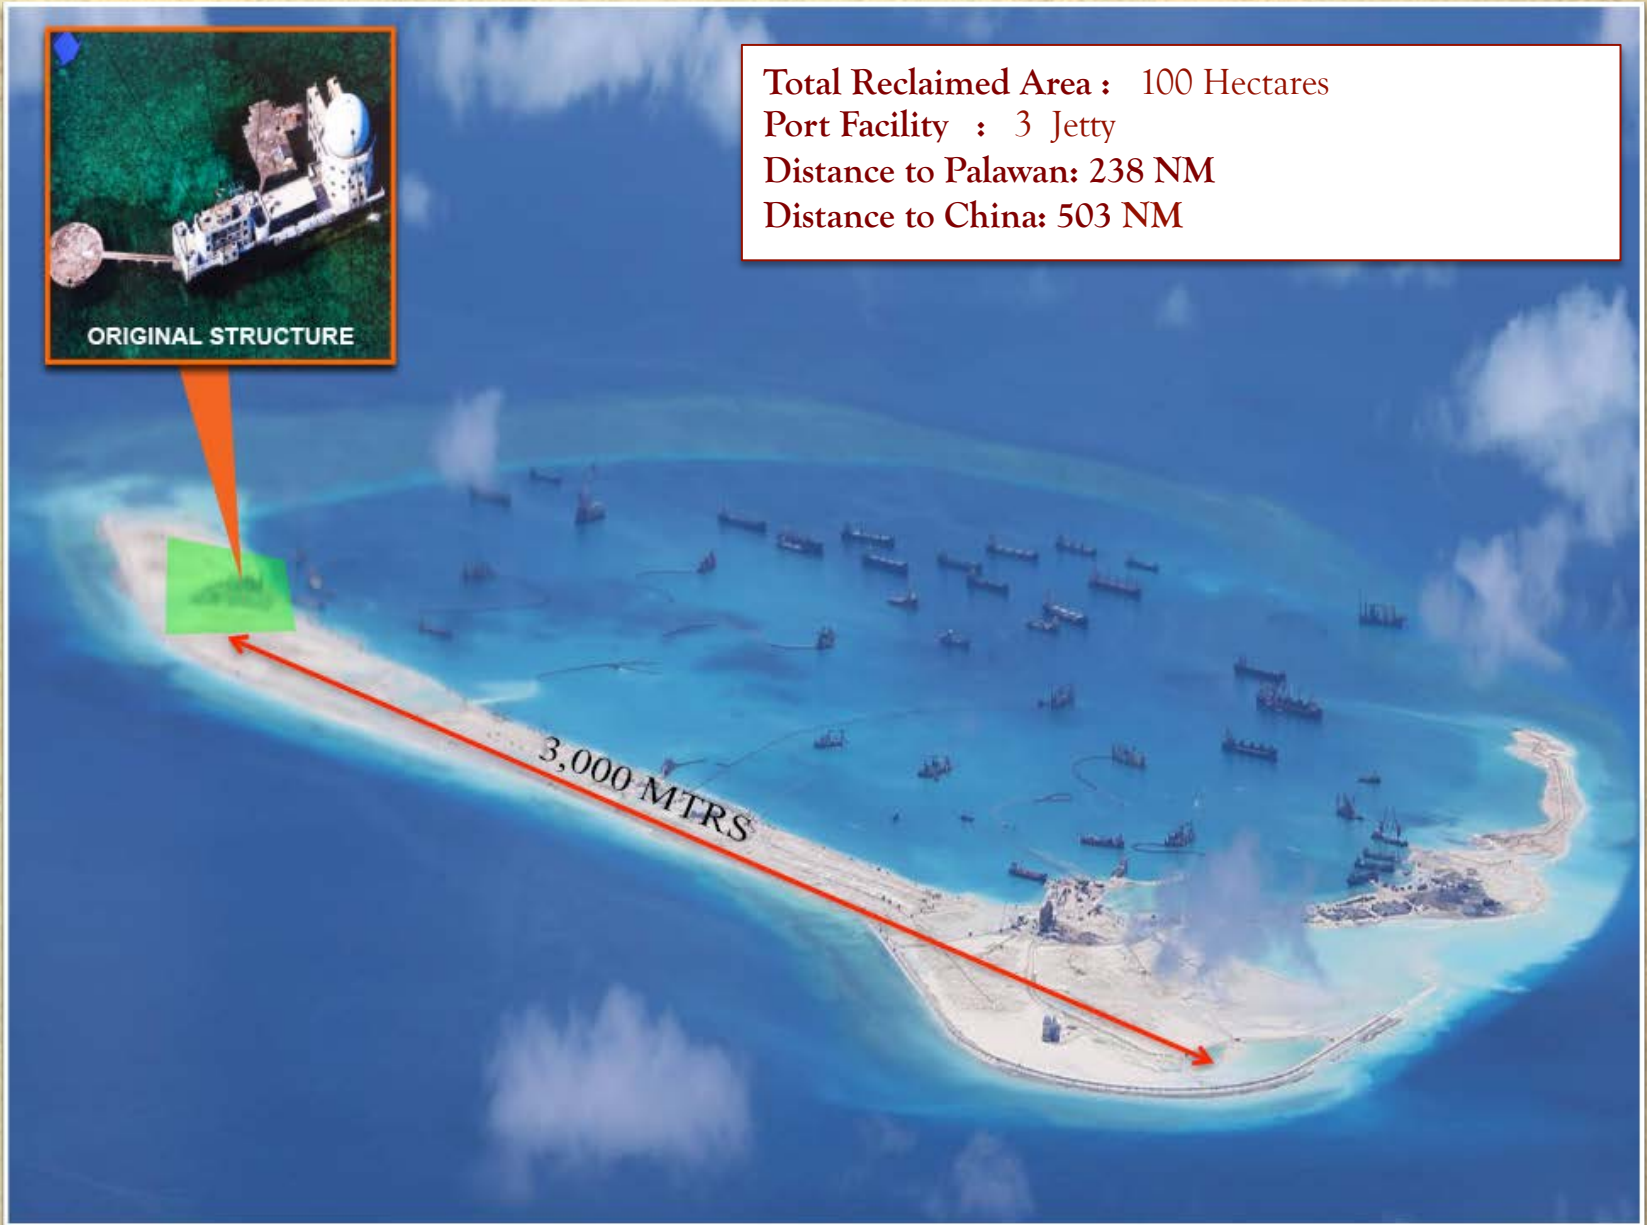 Total Reclaimed Area : 100 Hectares
Port Facility : 3 Jetty
Distance to Palawan: 238 NM
Distance to China: 503 NM
ORIGINAL STRUCTURE
3,000 MTRS